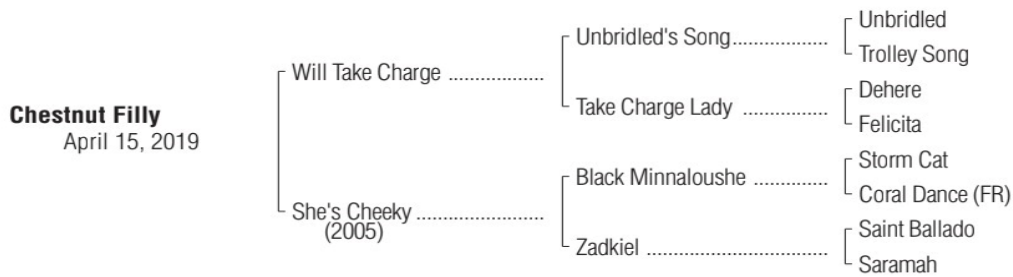 Unbridled
Unbridled's Song....................
Trolley Song
Will Take Charge ....................
Dehere
Take Charge Lady ..................
Felicita
Chestnut Filly
April 15, 2019
Storm Cat
Black Minnaloushe ................
Coral Dance (FR)
She's Cheeky ...........................
(2005)
Saint Ballado
Zadkiel ......................................
Saramah